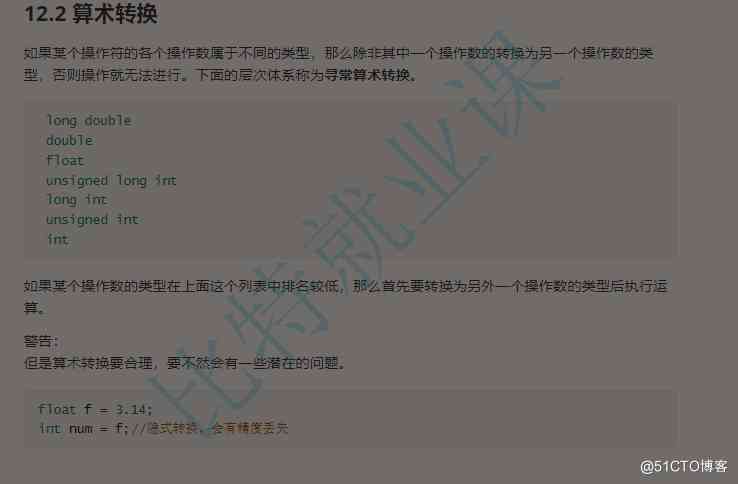 12.2 算术转换
如果某个操作符的各个操作数属于不同的类型，那么除非其中一个操作数的转换为另一个操作数的类
型，否则操作就无法进行。下面的层次体系称为寻常算术转换。
long double
double
float
unsigned long int
long int
unsigned int
int
如果某个操作数的类型在上面这个列表中排名较低，那么首先要转换为另外一个操作数的类型后执行运
算。
警告：
但是算术转换要合理，要不然会有一些潜在的问题。
float f = 3.14;
int num = f;//隐式转换，会有精度丢失
比特就业课
@51CTO博客